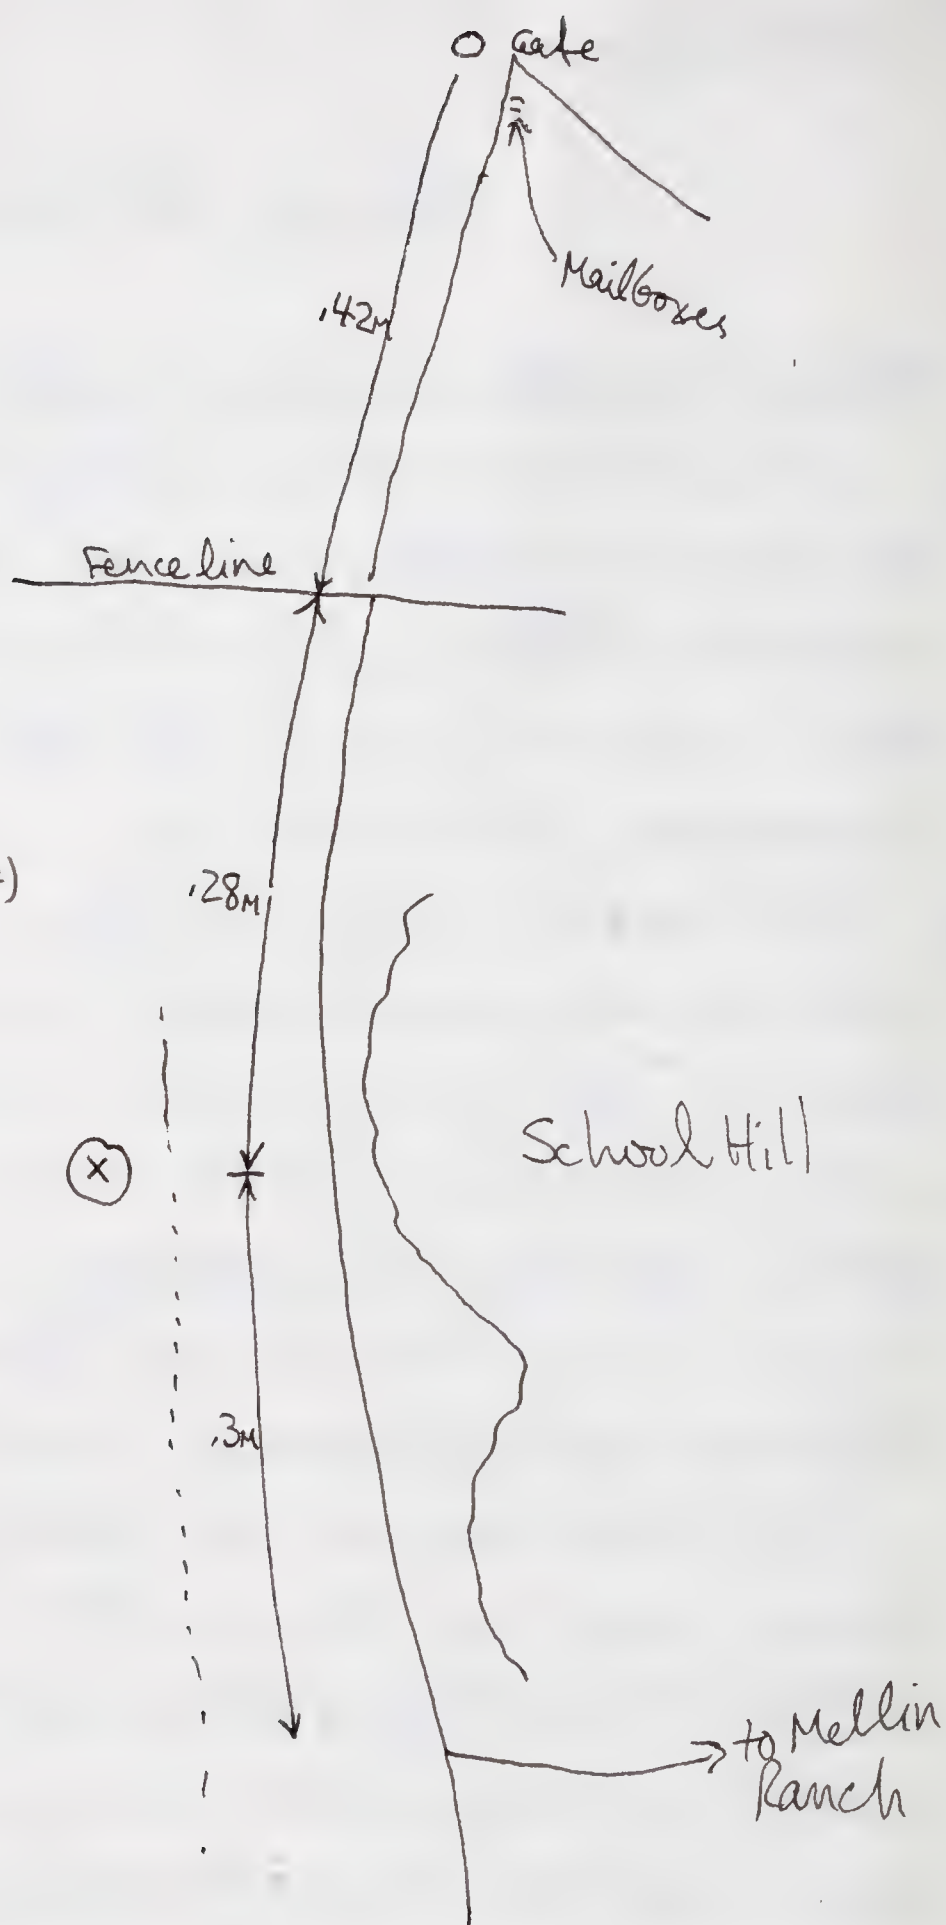 O Gate
Mailboxes
.42M
Fence line
.28M
School Hill
X
.3M
to Mellin
Ranch